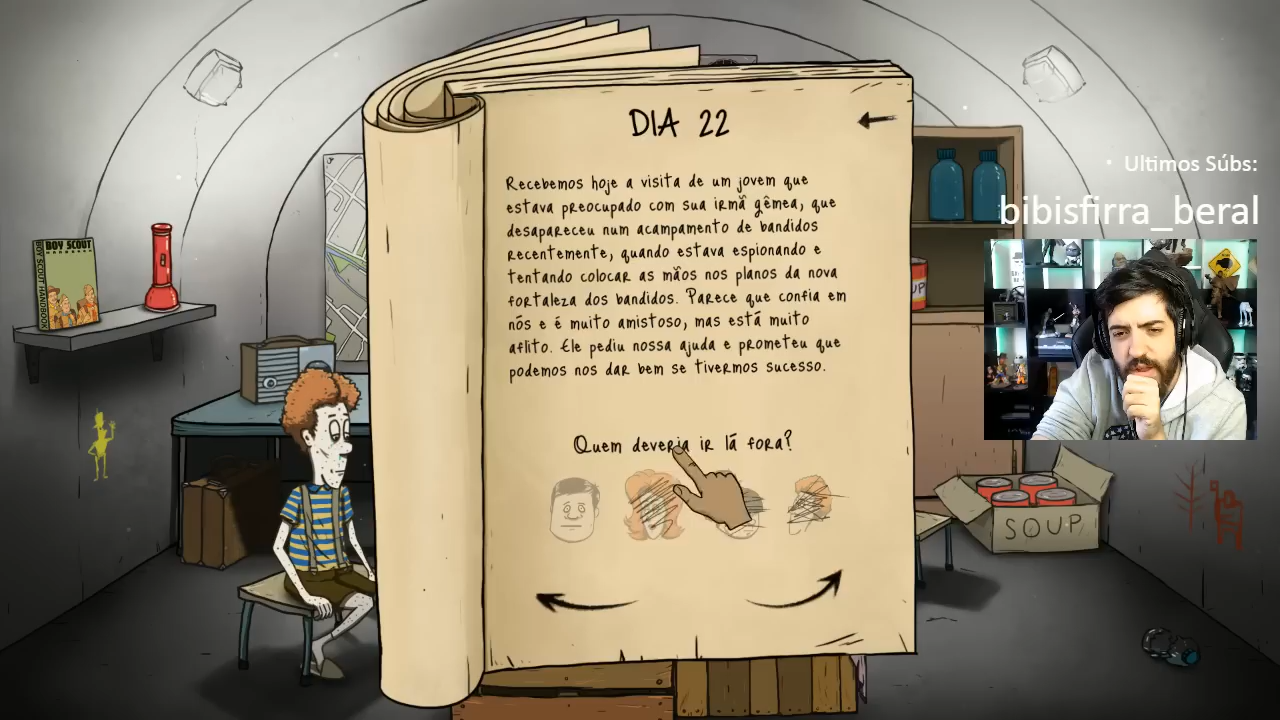 DIA 22
Recebemos hoje a visita de um jovem que
estava preocupado com sua irmã gêmea, que
desapareceu num acampamento de bandidos
recentemente, quando estava espionando e
tentando colocar as mãos nos planos da nova
fortaleza dos bandidos. Parece que confia em
nós e é muito amistoso, mas está muito
aflito. Ele pediu nossa ajuda e prometeu que
podemos nos dar bem se tivermos sucesso.
Quem deveria ir lá fora?
• Ultimos Súbs:
bibisfirra_beral
BOY SCOUT
BOY SCOUT HANDBOOK
UP
SOUP